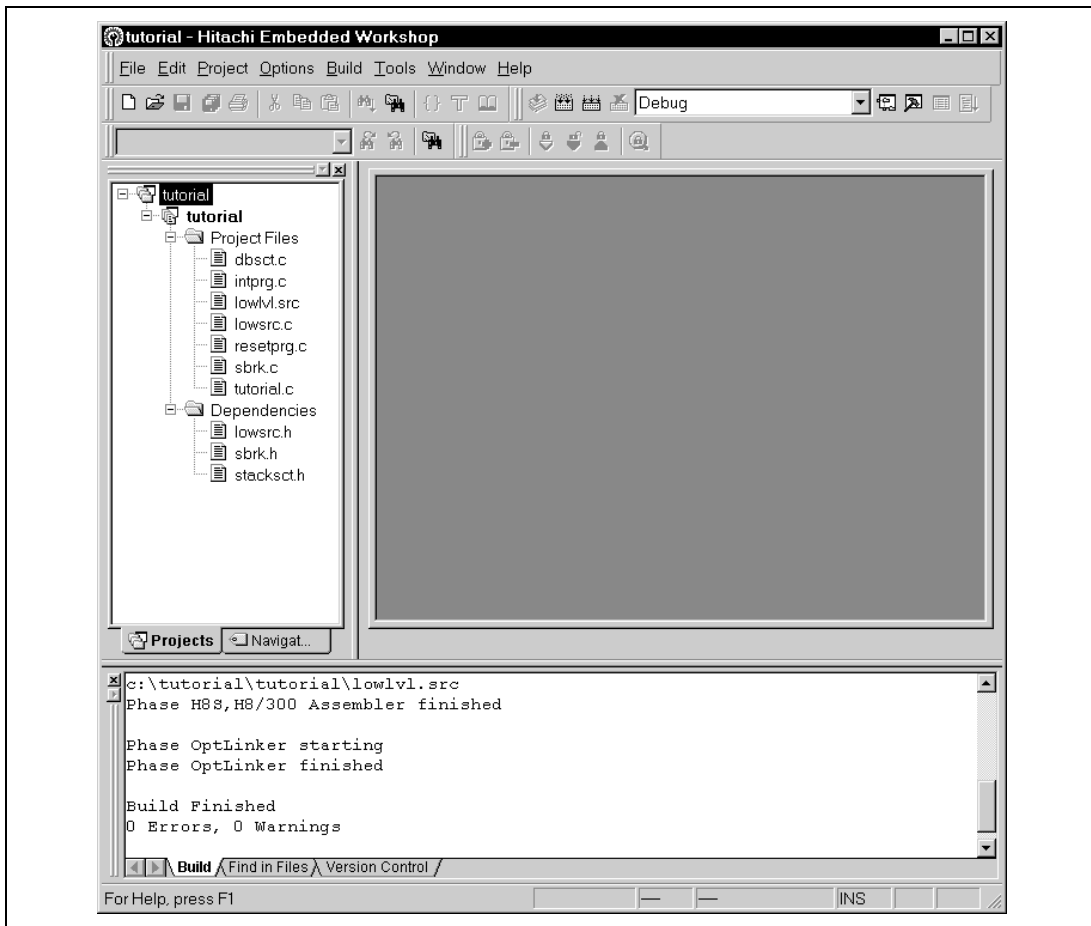 tutorial - Hitachi Embedded Workshop
File Edit Project Options Build Tools Window Help
Debug
tutorial
tutorial
Project Files
dbsct.c
intprg.c
lowlvl.src
lowsrc.c
resetprg.c
sbrk.c
tutorial.c
Dependencies
lowsrc.h
sbrk.h
stacksct.h
Projects Navigat...
c:\tutorial\tutorial\lowlvl.src
Phase H8S,H8/300 Assembler finished
Phase OptLinker starting
Phase OptLinker finished
Build Finished
0 Errors, 0 Warnings
Build Find in Files Version Control
For Help, press F1 INS